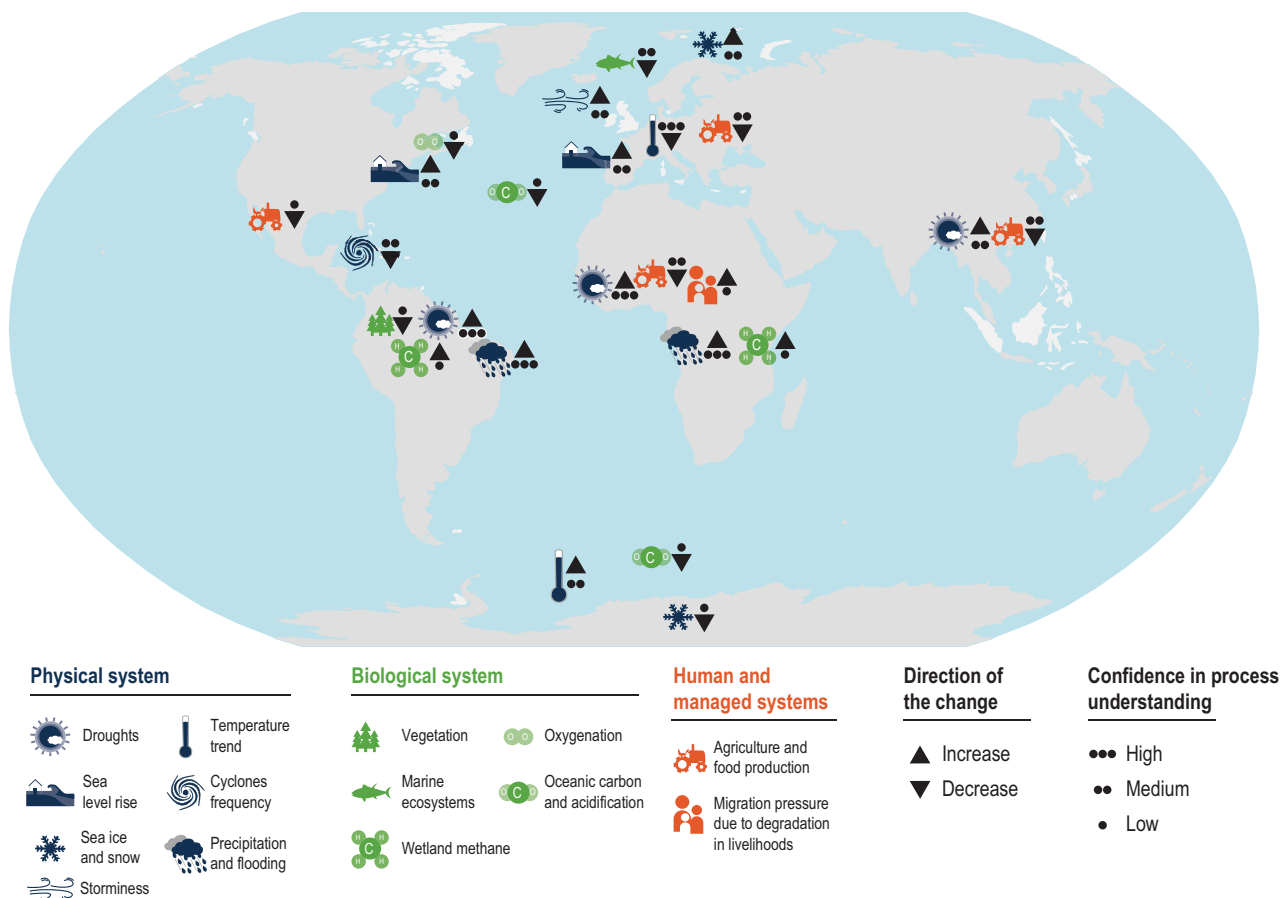 O O
O C O
C
H H
H H
C
H H
H H
O C O
Physical system
Droughts
Temperature
trend
Sea
level rise
Cyclones
frequency
Sea ice
and snow
Precipitation
and flooding
Storminess
Biological system
Vegetation
O O
Oxygenation
Marine
ecosystems
O C O
Oceanic carbon
and acidification
H H
C
H H
Wetland methane
Human and
managed systems
Agriculture and
food production
Migration pressure
due to degradation
in livelihoods
Direction of
the change
Increase
Decrease
Confidence in process
understanding
High
Medium
Low